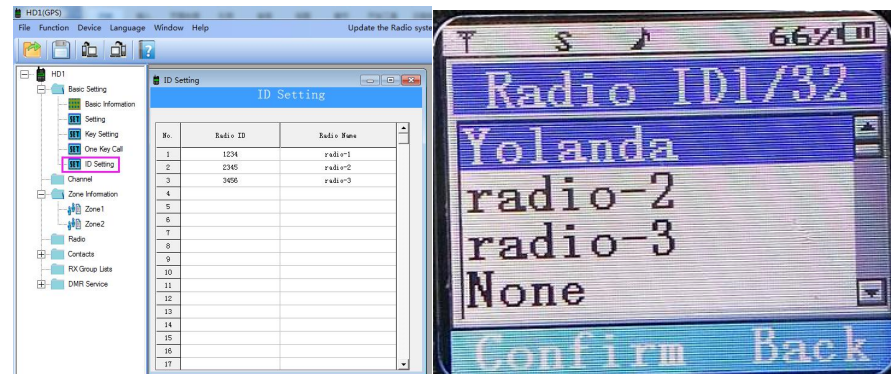 HD1(GPS)
File Function Device Language Window Help Update the Radio syste
HD1
Basic Setting
Basic Information
SET Setting
SET Key Setting
SET One Key Call
SET ID Setting
Channel
Zone Information
Zone1
Zone2
Radio
Contacts
RX Group Lists
DMR Service
ID Setting
ID Setting
No. Radio ID Radio Name
1 1234 radio-1
2 2345 radio-2
3 3456 radio-3
4
5
6
7
8
9
10
11
12
13
14
15
16
17
S 66%
Radio ID1/32
Yolanda
radio-2
radio-3
None
Confirm Back